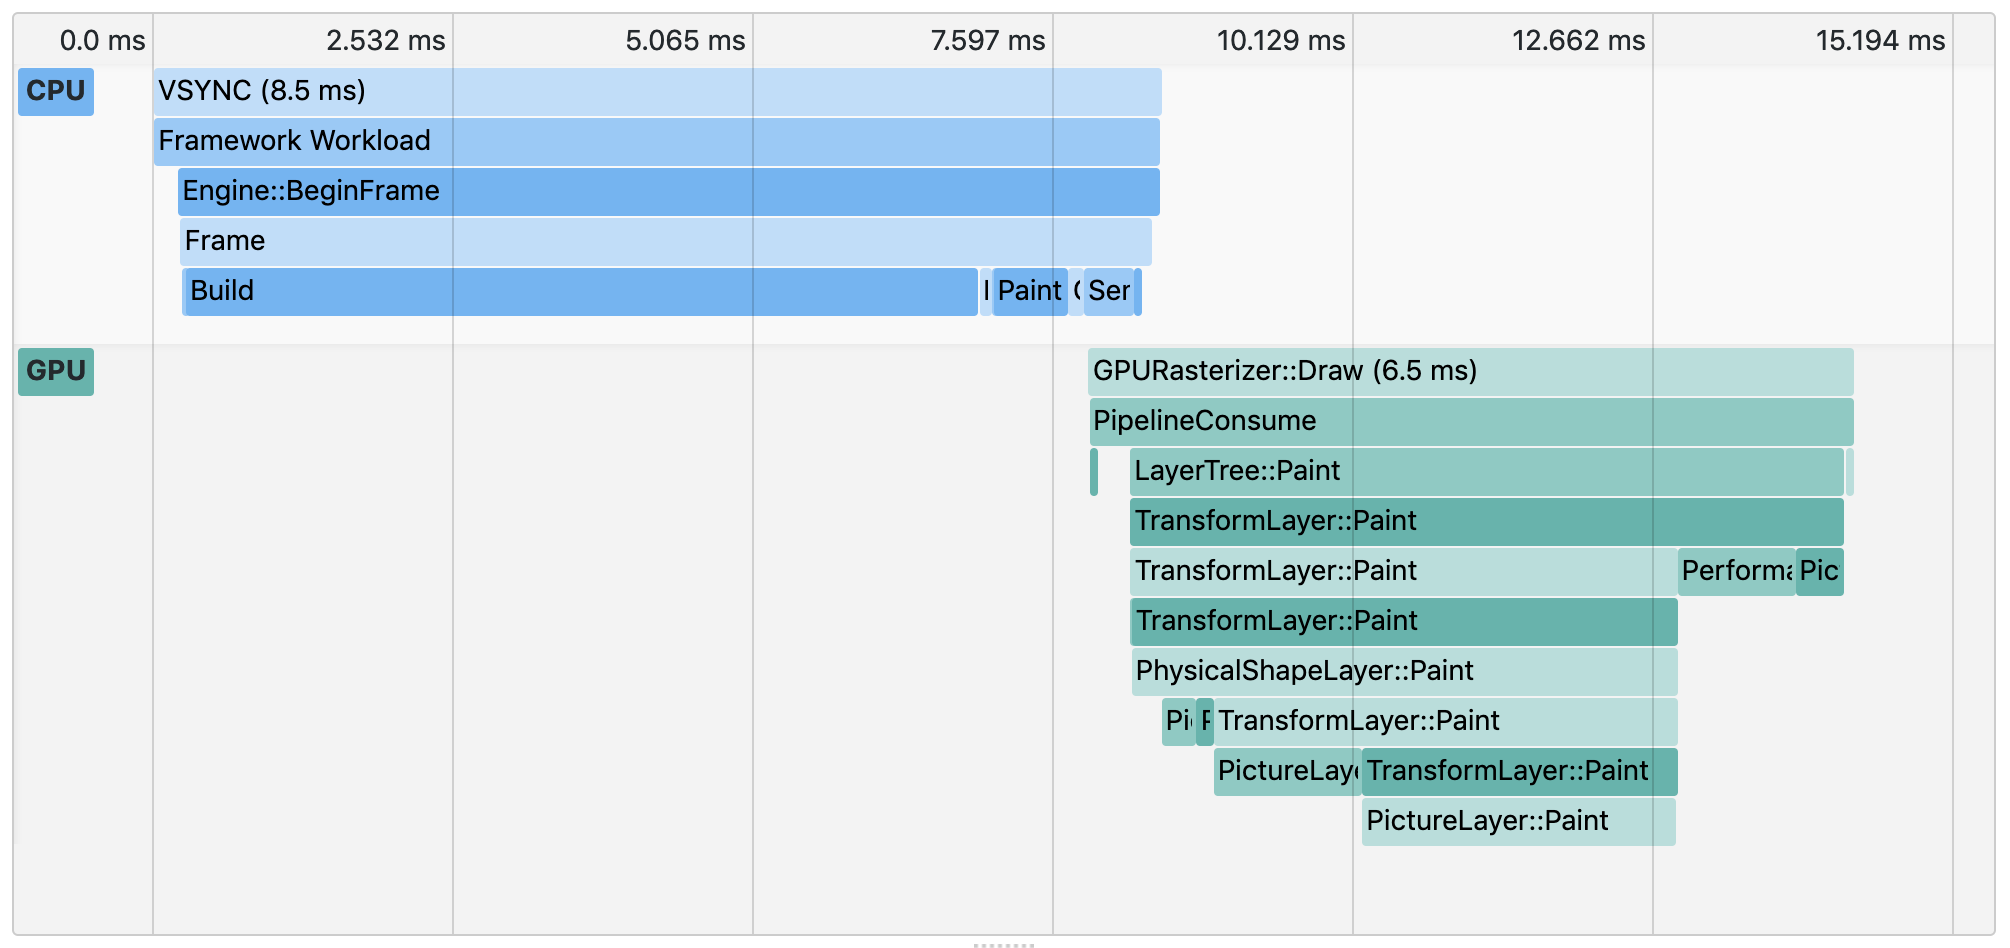 0.0 ms 2.532 ms 5.065 ms 7.597 ms 10.129 ms 12.662 ms 15.194 ms
CPU VSYNC (8.5 ms)
Framework Workload
Engine::BeginFrame
Frame
Build Paint Ser
GPU GPURasterizer::Draw (6.5 ms)
PipelineConsume
LayerTree::Paint
TransformLayer::Paint
TransformLayer::Paint Performa Pic
TransformLayer::Paint
PhysicalShapeLayer::Paint
Pi TransformLayer::Paint
PictureLaye TransformLayer::Paint
PictureLayer::Paint